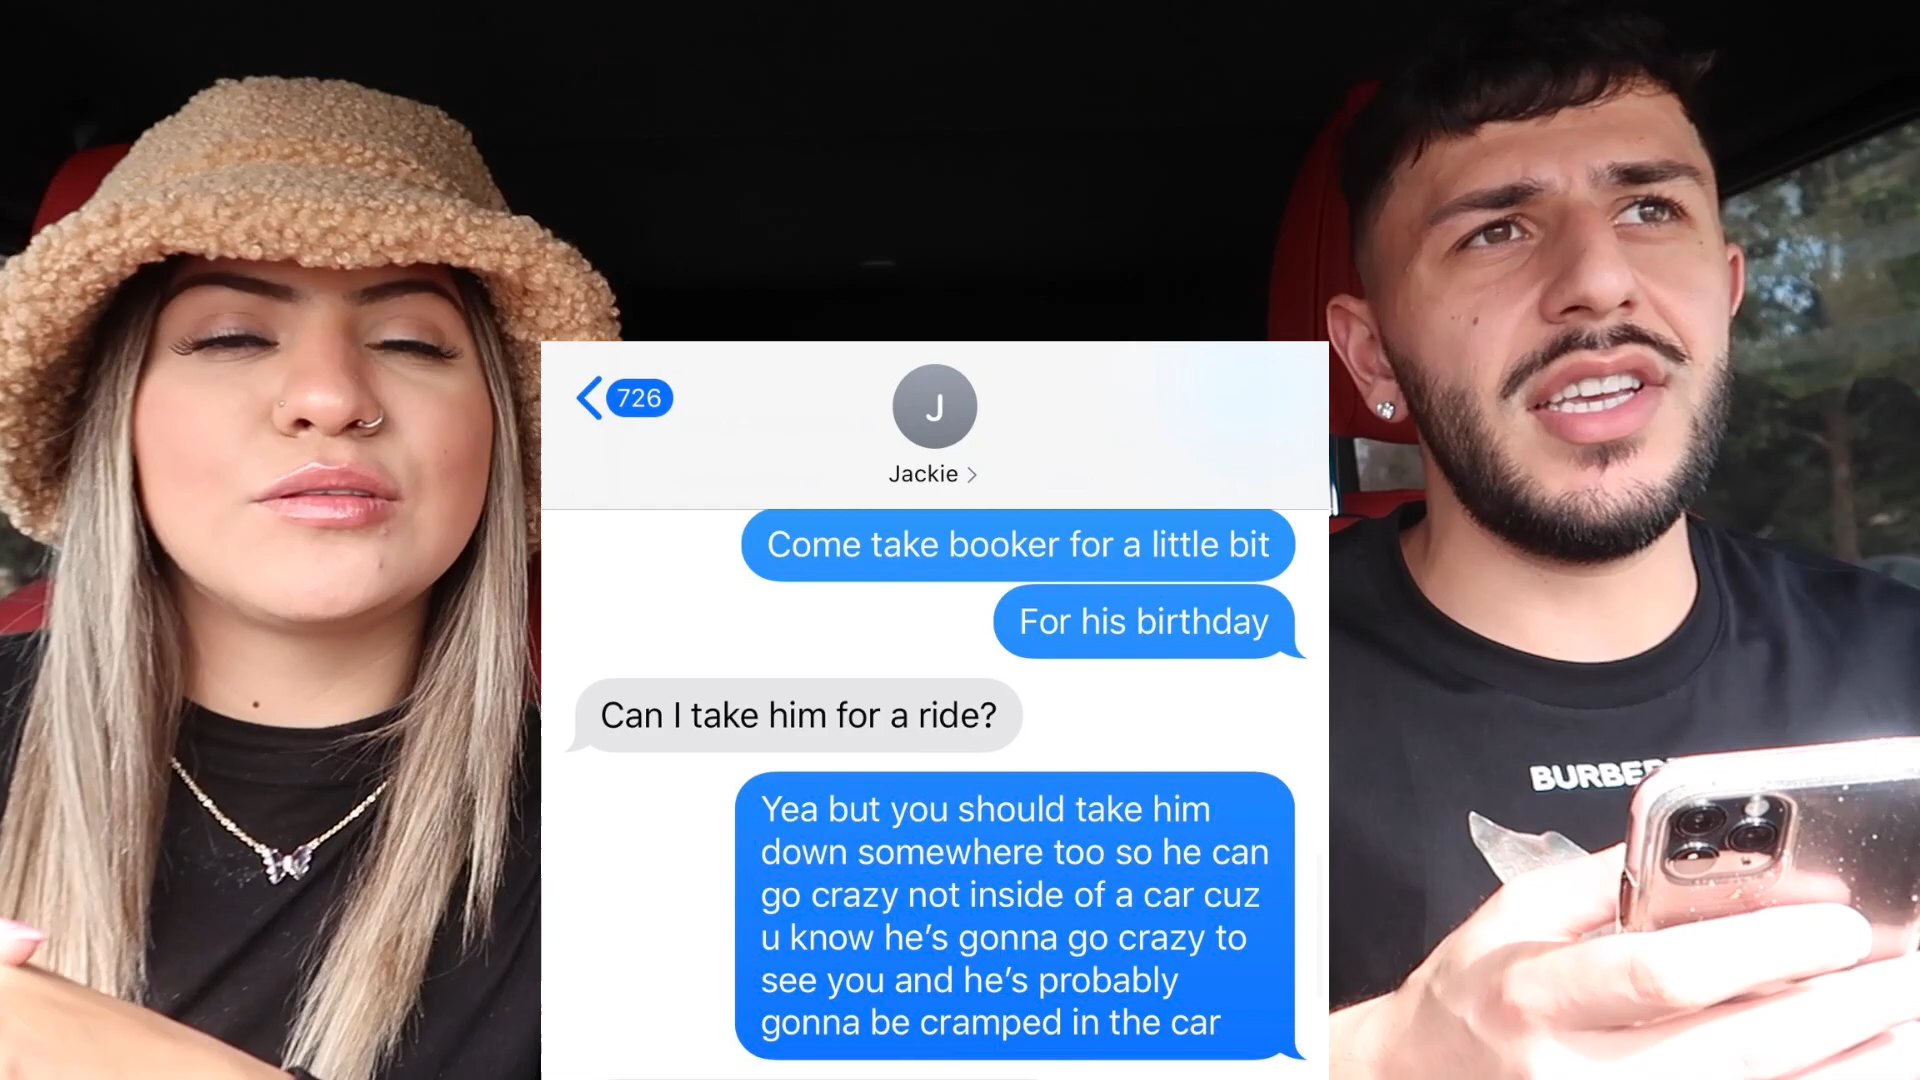 726
J
Jackie
Come take booker for a little bit
For his birthday
Can I take him for a ride?
Yea but you should take him
down somewhere too so he can
go crazy not inside of a car cuz
u know he's gonna go crazy to
see you and he's probably
gonna be cramped in the car